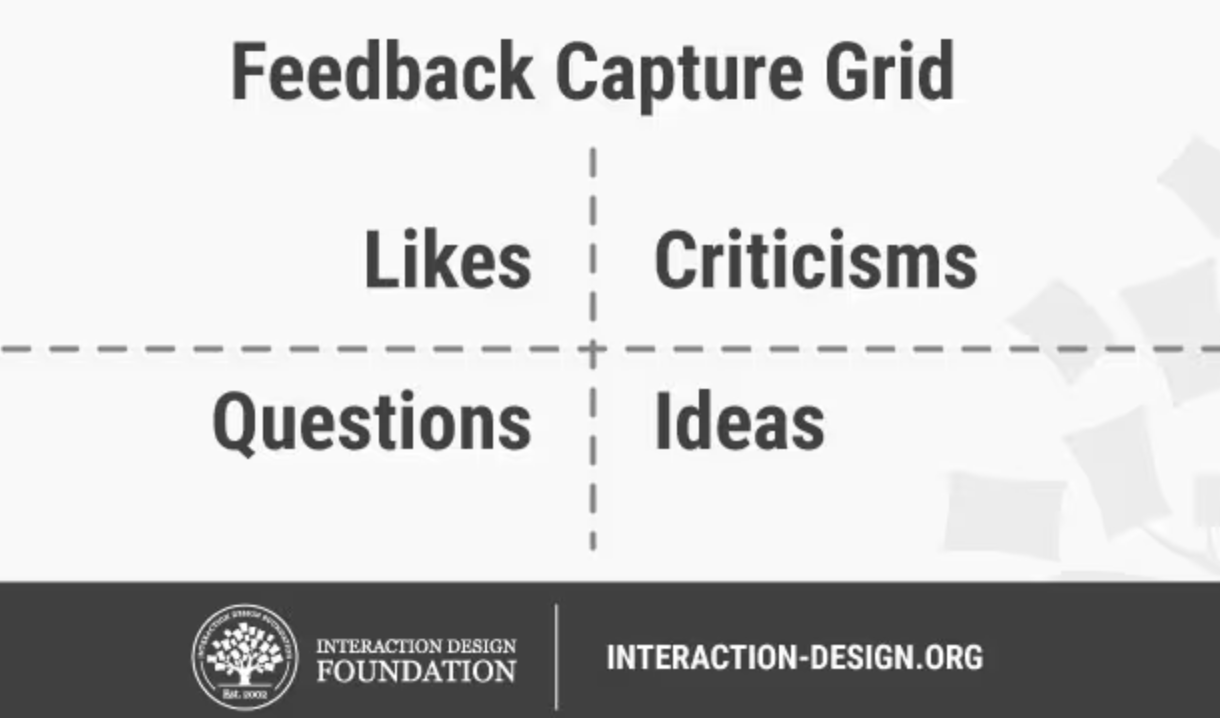 Feedback Capture Grid
Likes
Criticisms
Questions
Ideas
INTERACTION DESIGN FOUNDATION
Est. 2002
INTERACTION DESIGN
FOUNDATION
INTERACTION-DESIGN.ORG